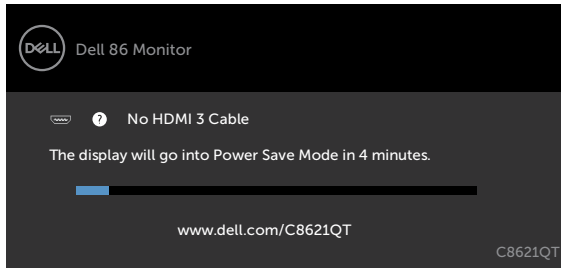 DELL
Dell 86 Monitor
? No HDMI 3 Cable
The display will go into Power Save Mode in 4 minutes.
www.dell.com/C8621QT
C8621QT